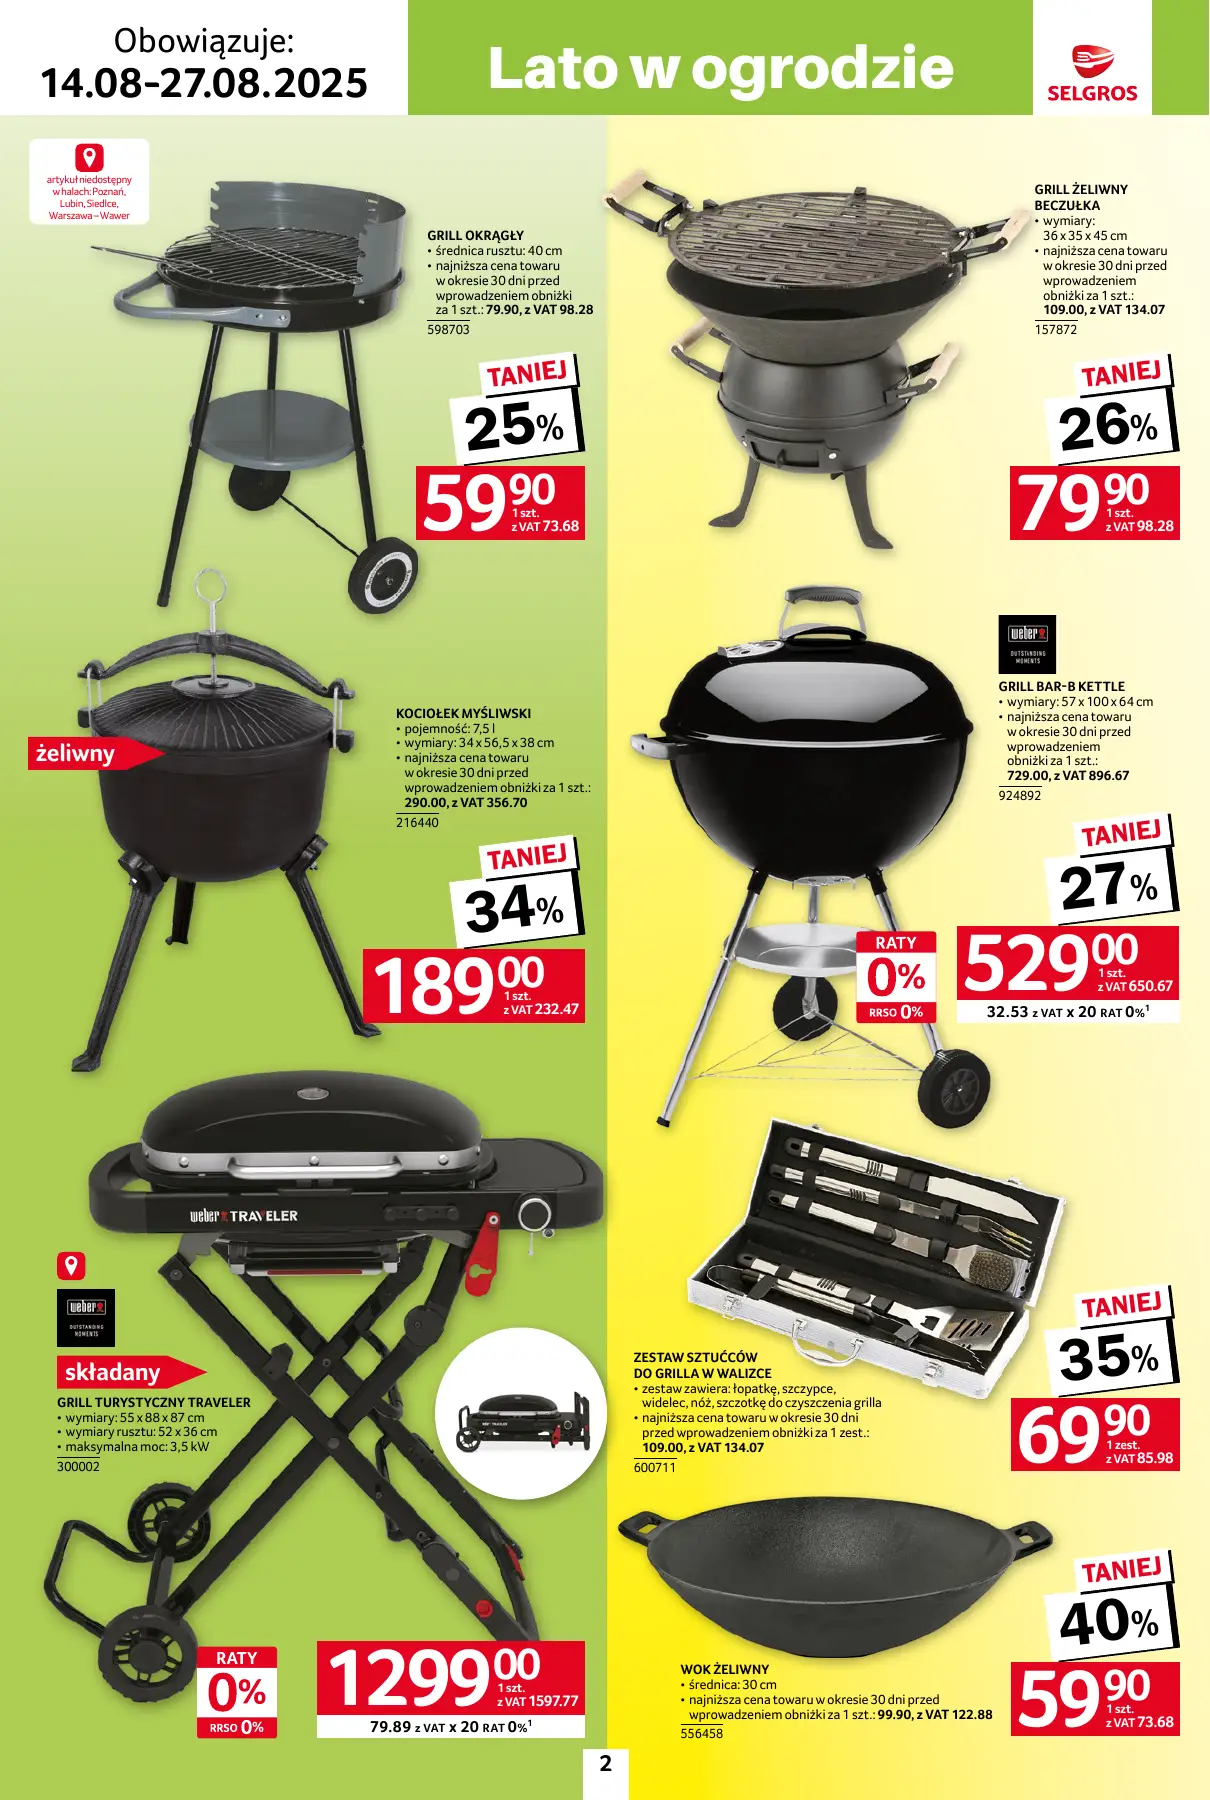 Obowiązuje:
14.08-27.08.2025
Lato w ogrodzie
SELGROS
artykuł niedostępny
w halach: Poznań,
Lubin, Siedlce,
Warszawa – Wawer
GRILL OKRĄGŁY
• średnica rusztu: 40 cm
• najniższa cena towaru
w okresie 30 dni przed
wprowadzeniem obniżki
za 1 szt.: 79.90, z VAT 98.28
598703
TANIEJ
25%
59 90
1 szt.
z VAT 73.68
GRILL ŻELIWNY
BECZUŁKA
• wymiary:
36 x 35 x 45 cm
• najniższa cena towaru
w okresie 30 dni przed
wprowadzeniem
obniżki za 1 szt.:
109.00, z VAT 134.07
157872
TANIEJ
26%
79 90
1 szt.
z VAT 98.28
żeliwny
KOCIOŁEK MYŚLIWSKI
• pojemność: 7,5 l
• wymiary: 34 x 56,5 x 38 cm
• najniższa cena towaru
w okresie 30 dni przed
wprowadzeniem obniżki za 1 szt.:
290.00, z VAT 356.70
216440
TANIEJ
34%
189 00
1 szt.
z VAT 232.47
weber
OUTSTANDING
MOMENTS
GRILL BAR-B KETTLE
• wymiary: 57 x 100 x 64 cm
• najniższa cena towaru
w okresie 30 dni przed
wprowadzeniem
obniżki za 1 szt.:
729.00, z VAT 896.67
924892
TANIEJ
27%
RATY
0%
RRSO 0%
529 00
1 szt.
z VAT 650.67
32.53 z VAT x 20 RAT 0%¹
weber TRAVELER
weber
OUTSTANDING
MOMENTS
składany
GRILL TURYSTYCZNY TRAVELER
• wymiary: 55 x 88 x 87 cm
• wymiary rusztu: 52 x 36 cm
• maksymalna moc: 3,5 kW
300002
RATY
0%
RRSO 0%
1299 00
1 szt.
z VAT 1597.77
79.89 z VAT x 20 RAT 0%¹
ZESTAW SZTUĆCÓW
DO GRILLA W WALIZCE
• zestaw zawiera: łopatkę, szczypce,
widelec, nóż, szczotkę do czyszczenia grilla
• najniższa cena towaru w okresie 30 dni
przed wprowadzeniem obniżki za 1 zest.:
109.00, z VAT 134.07
600711
TANIEJ
35%
69 90
1 zest.
z VAT 85.98
WOK ŻELIWNY
• średnica: 30 cm
• najniższa cena towaru w okresie 30 dni przed
wprowadzeniem obniżki za 1 szt.: 99.90, z VAT 122.88
556458
TANIEJ
40%
59 90
1 szt.
z VAT 73.68
2